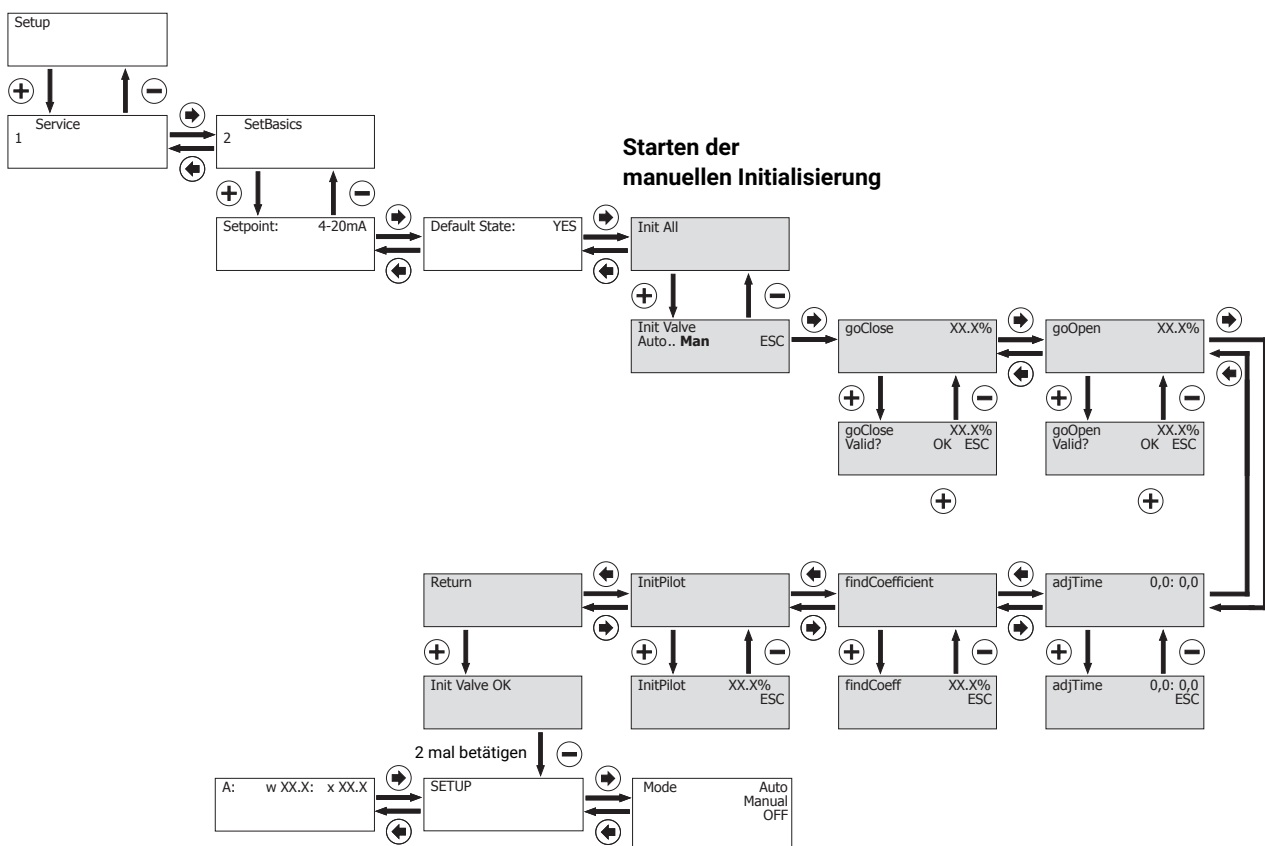 Setup
1 Service
2 SetBasics
Starten der
manuellen Initialisierung
Setpoint: 4-20mA
Default State: YES
Init All
Init Valve
Auto.. Man ESC
goClose XX.X%
goOpen XX.X%
goClose XX.X%
Valid? OK ESC
goOpen XX.X%
Valid? OK ESC
Return
InitPilot
findCoefficient
adjTime 0,0: 0,0
Init Valve OK
InitPilot XX.X%
ESC
findCoeff XX.X%
ESC
adjTime 0,0: 0,0
ESC
2 mal betätigen
A: w XX.X: x XX.X
SETUP
Mode Auto
Manual
OFF